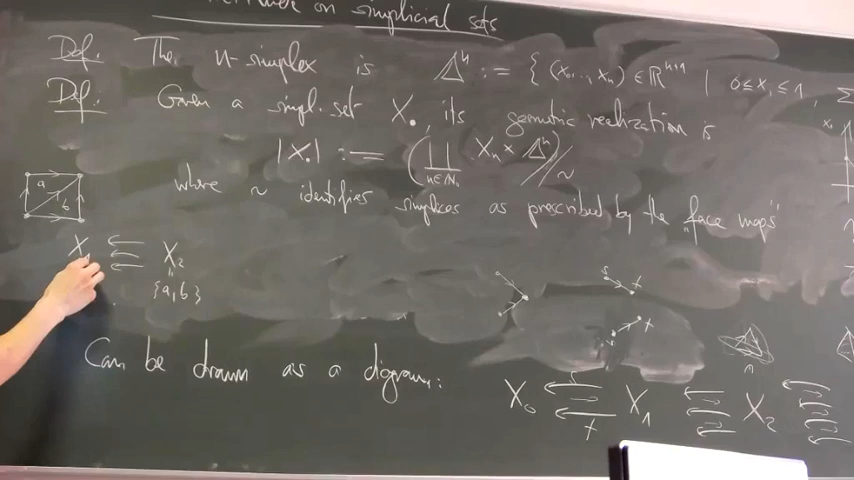 on simplicial sets
Def. The n-simplex is Δⁿ := { (x₀,…,xₙ) ∈ ℝⁿ⁺¹ | 0 ≤ xᵢ ≤ 1, Σ
Def. Given a simpl. set X., its geometric realization is
|X.| := (∐ n∈ℕ Xₙ × Δⁿ)/~
where ~ identifies simplices as prescribed by the "face maps"
a
b
X X₂
{a,b}
Can be drawn as a diagram:
X₀ X₁ X₂